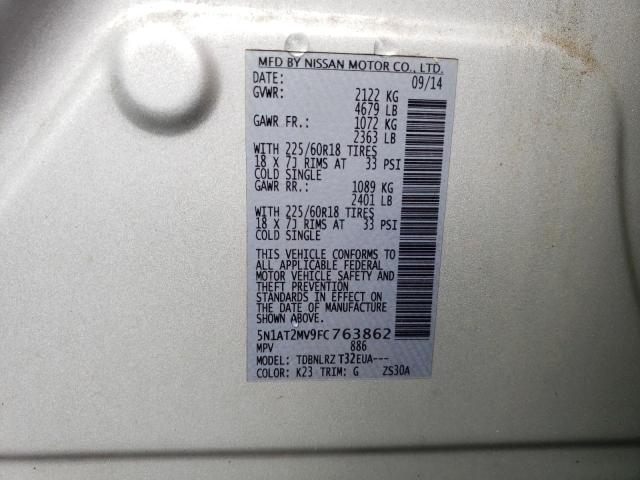 MFD BY NISSAN MOTOR CO., LTD.
DATE: 09/14
GVWR: 2122 KG
4679 LB
GAWR FR.: 1072 KG
2363 LB
WITH 225/60R18 TIRES
18 X 7J RIMS AT 33 PSI
COLD SINGLE
GAWR RR.: 1089 KG
2401 LB
WITH 225/60R18 TIRES
18 X 7J RIMS AT 33 PSI
COLD SINGLE
THIS VEHICLE CONFORMS TO
ALL APPLICABLE FEDERAL
MOTOR VEHICLE SAFETY AND
THEFT PREVENTION
STANDARDS IN EFFECT ON
THE DATE OF MANUFACTURE
SHOWN ABOVE.
5N1AT2MV9FC763862
MPV 886
MODEL: TDBNLRZ T32EUA---
COLOR: K23 TRIM: G ZS30A